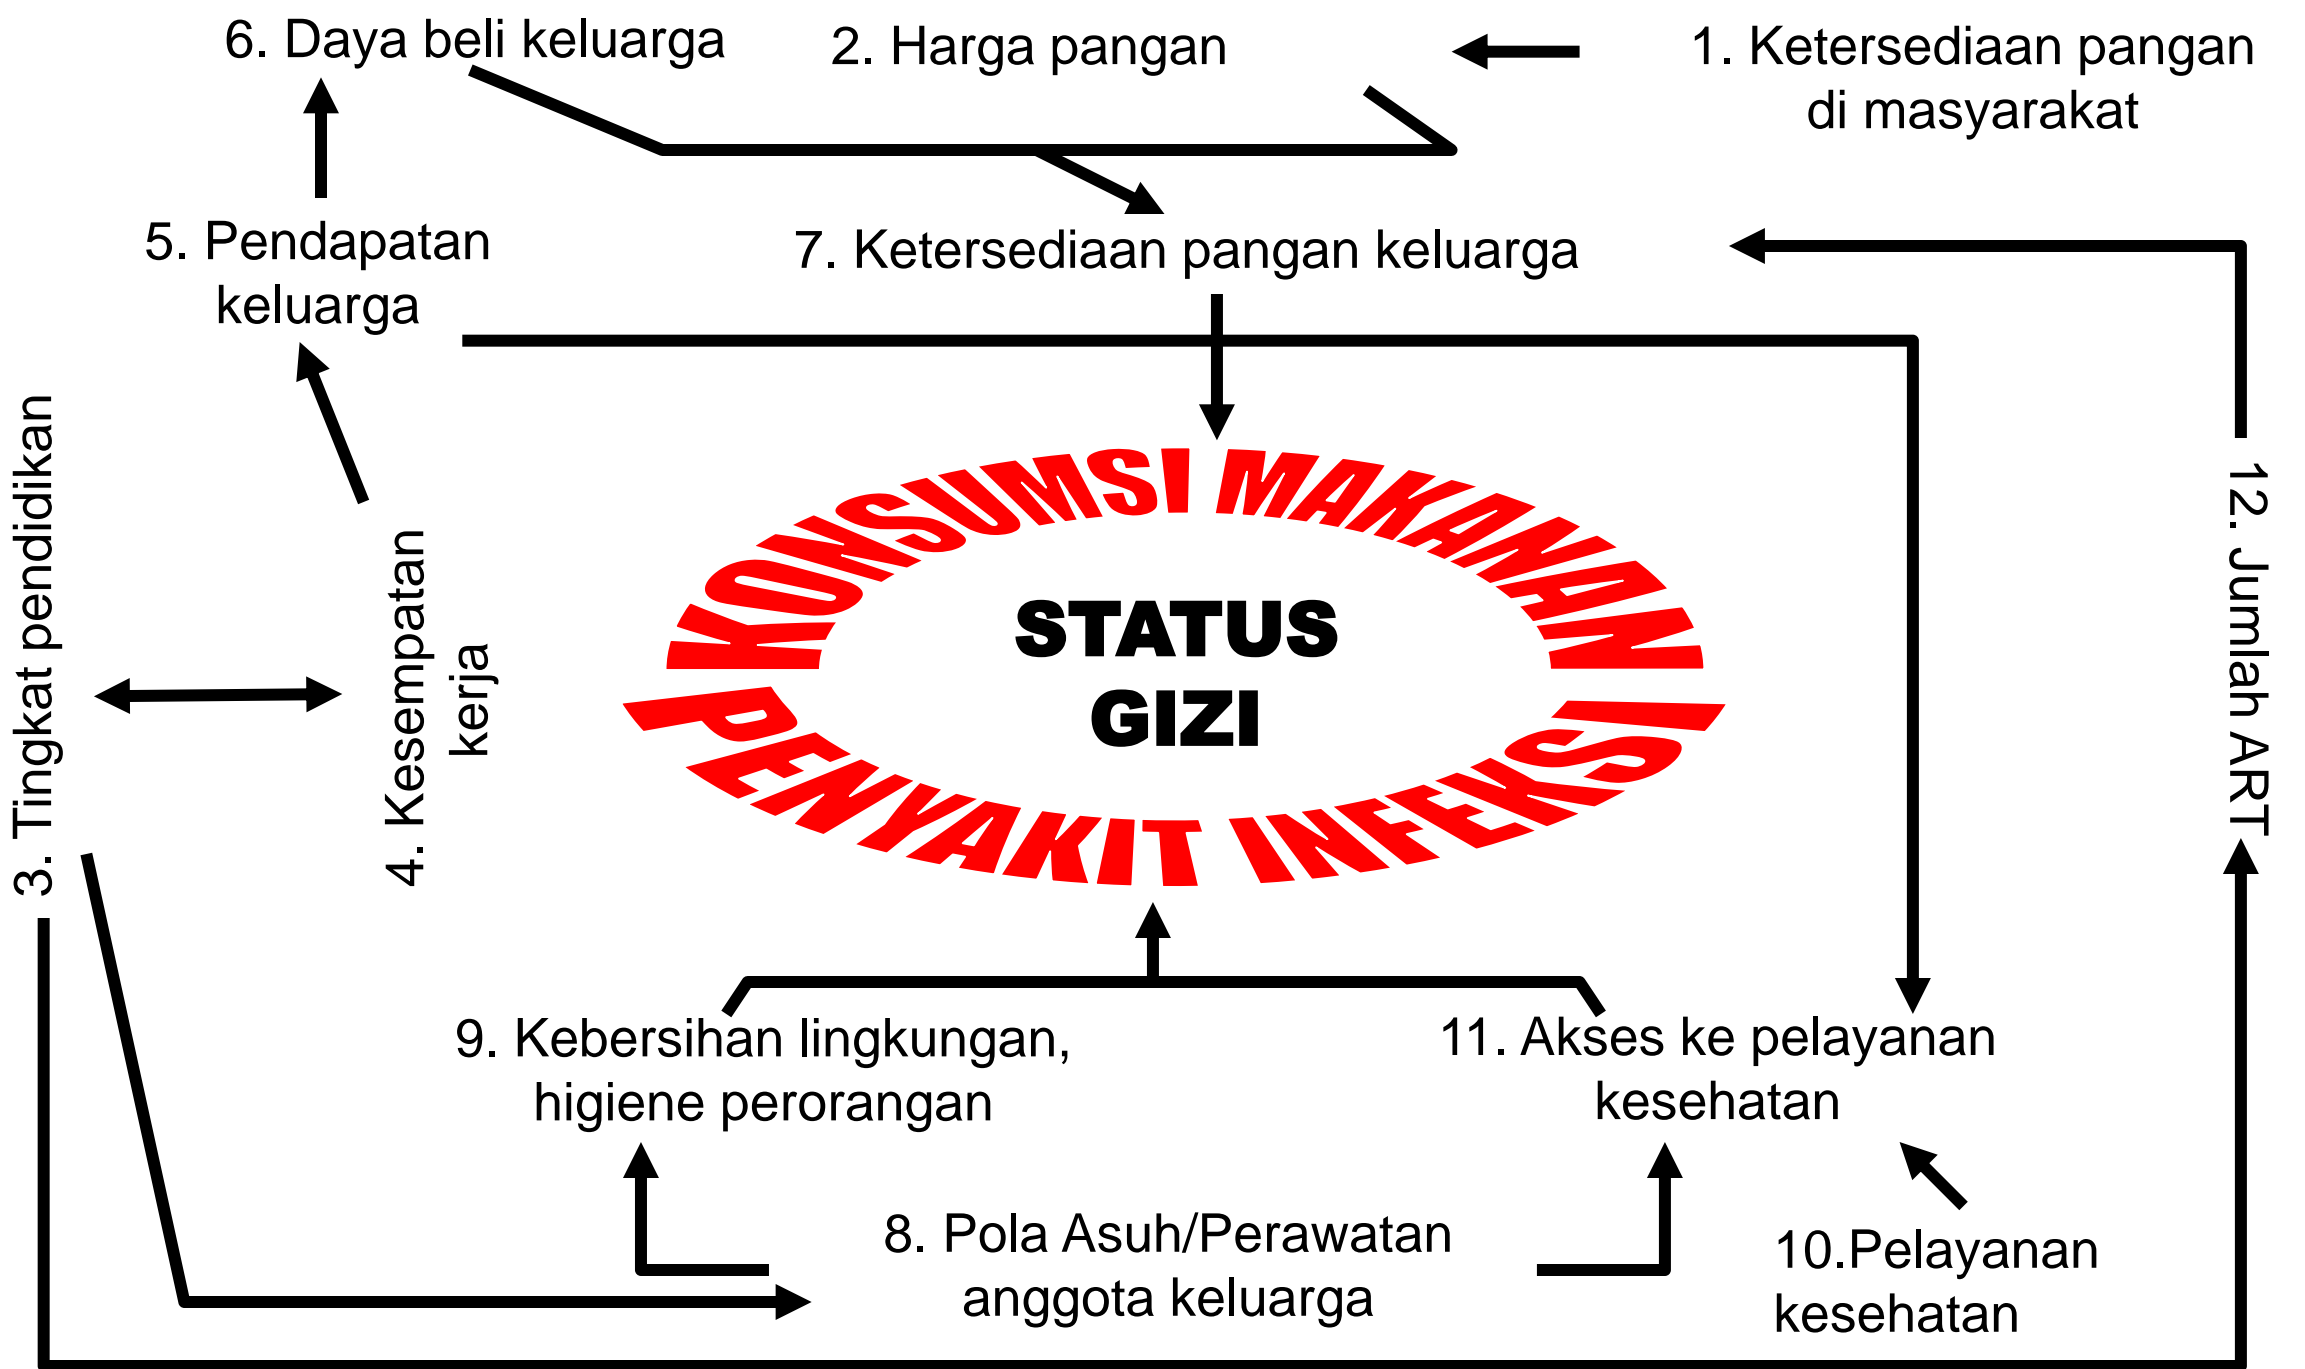 6. Daya beli keluarga
2. Harga pangan
1. Ketersediaan pangan
di masyarakat
5. Pendapatan
keluarga
7. Ketersediaan pangan keluarga
3. Tingkat pendidikan
4. Kesempatan
kerja
KONSUMSI MAKANAN
STATUS
GIZI
PENYAKIT INFEKSI
12. Jumlah ART
9. Kebersihan lingkungan,
higiene perorangan
11. Akses ke pelayanan
kesehatan
8. Pola Asuh/Perawatan
anggota keluarga
10.Pelayanan
kesehatan